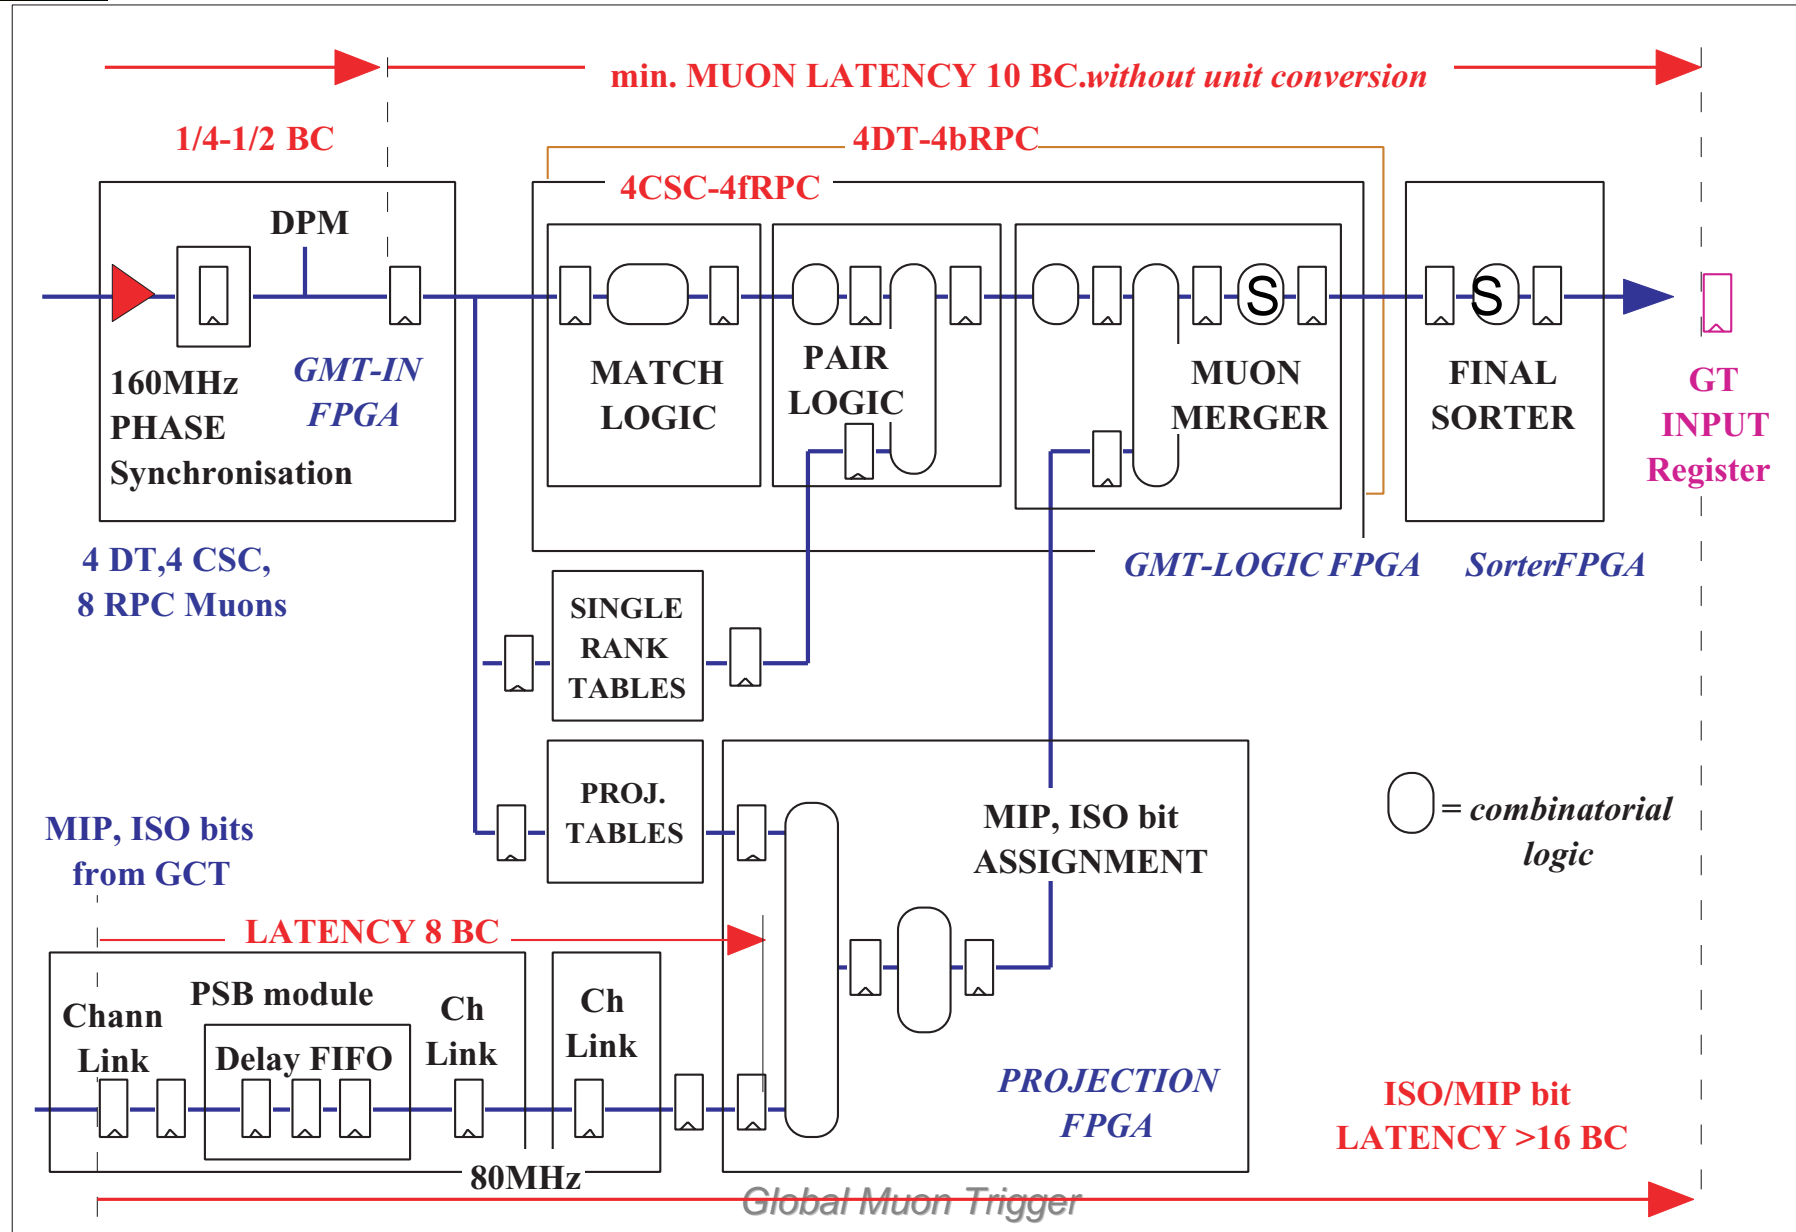 min. MUON LATENCY 10 BC.without unit conversion
1/4-1/2 BC
4DT-4bRPC
4CSC-4fRPC
DPM
160MHz
PHASE
Synchronisation
GMT-IN
FPGA
MATCH
LOGIC
PAIR
LOGIC
MUON
MERGER
S
FINAL
SORTER
S
GT
INPUT
Register
4 DT,4 CSC,
8 RPC Muons
GMT-LOGIC FPGA
SorterFPGA
SINGLE
RANK
TABLES
PROJ.
TABLES
MIP, ISO bit
ASSIGNMENT
= combinatorial
logic
MIP, ISO bits
from GCT
LATENCY 8 BC
PSB module
Chann
Link
Delay FIFO
Ch
Link
Ch
Link
PROJECTION
FPGA
ISO/MIP bit
LATENCY >16 BC
80MHz
Global Muon Trigger